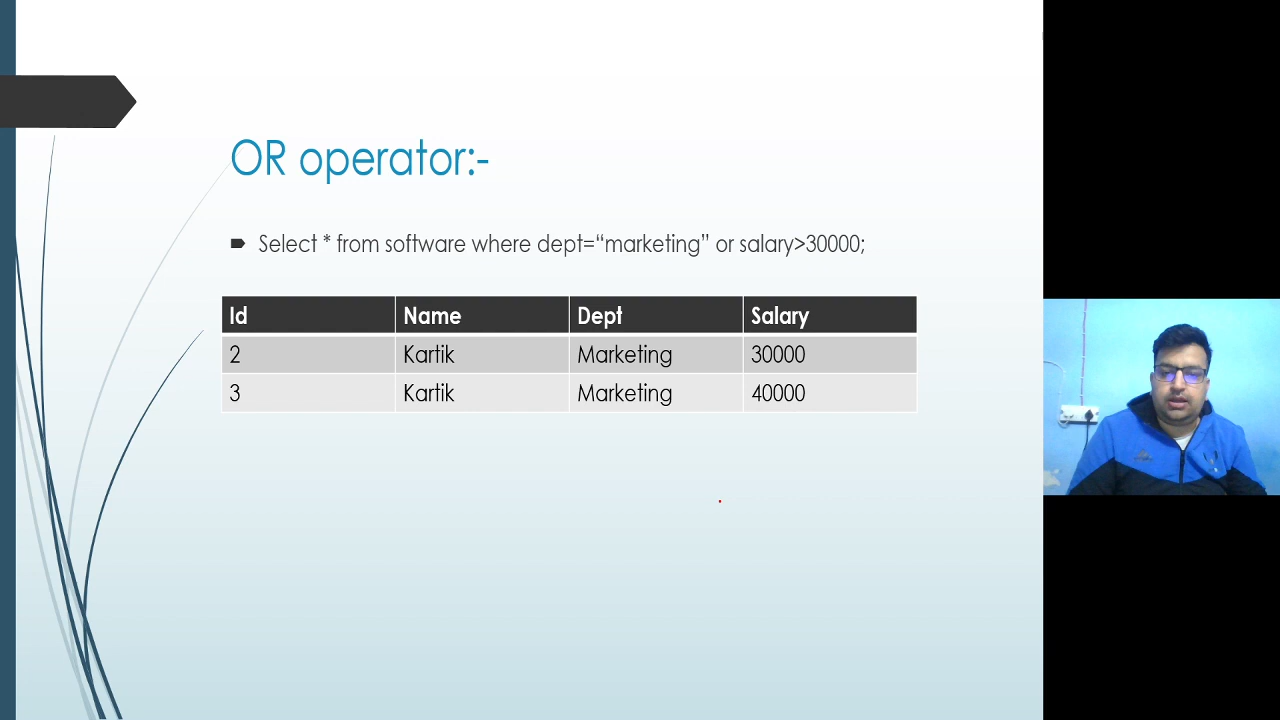 OR operator:-
Select * from software where dept=“marketing” or salary>30000;
Id Name Dept Salary
2 Kartik Marketing 30000
3 Kartik Marketing 40000